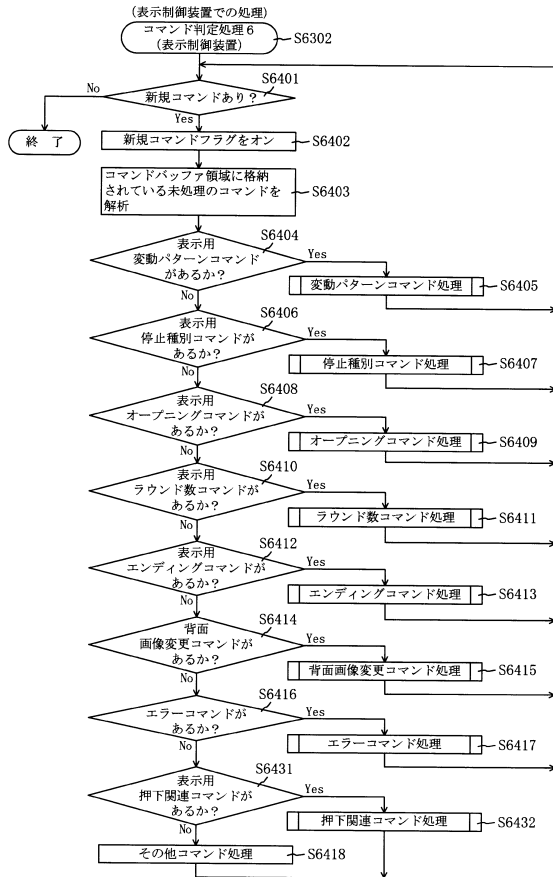 (表示制御装置での処理)
コマンド判定処理6
(表示制御装置)
S6302
S6401
No
新規コマンドあり?
Yes
終 了
新規コマンドフラグをオン
S6402
コマンドバッファ領域に格納
されている未処理のコマンドを
解析
S6403
S6404
表示用
変動パターンコマンド
があるか?
Yes
変動パターンコマンド処理
S6405
No
S6406
表示用
停止種別コマンドが
あるか?
Yes
停止種別コマンド処理
S6407
No
S6408
表示用
オープニングコマンドが
あるか?
Yes
オープニングコマンド処理
S6409
No
S6410
表示用
ラウンド数コマンドが
あるか?
Yes
ラウンド数コマンド処理
S6411
No
S6412
表示用
エンディングコマンドが
あるか?
Yes
エンディングコマンド処理
S6413
No
S6414
背面
画像変更コマンドが
あるか?
Yes
背面画像変更コマンド処理
S6415
No
S6416
エラーコマンドが
あるか?
Yes
エラーコマンド処理
S6417
No
S6431
表示用
押下関連コマンドが
あるか?
Yes
押下関連コマンド処理
S6432
No
その他コマンド処理
S6418